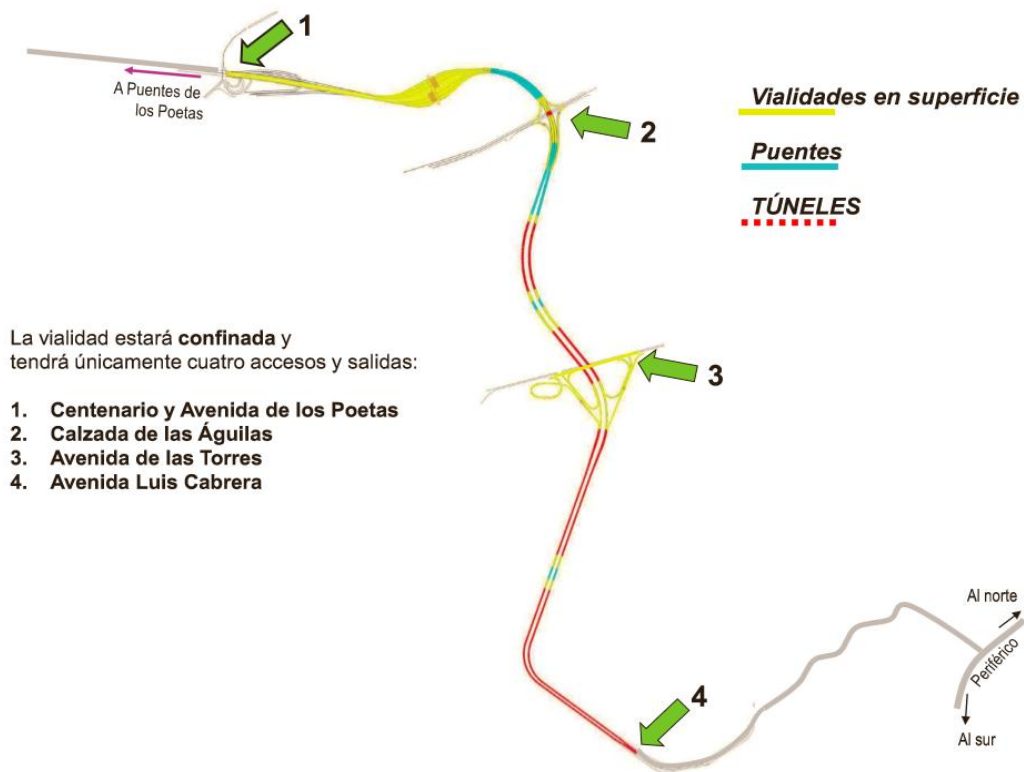 1
A Puentes de
los Poetas
2
Vialidades en superficie
Puentes
TÚNELES
La vialidad estará confinada y
tendrá únicamente cuatro accesos y salidas:
1. Centenario y Avenida de los Poetas
2. Calzada de las Águilas
3. Avenida de las Torres
4. Avenida Luis Cabrera
3
4
Al norte
Periférico
Al sur